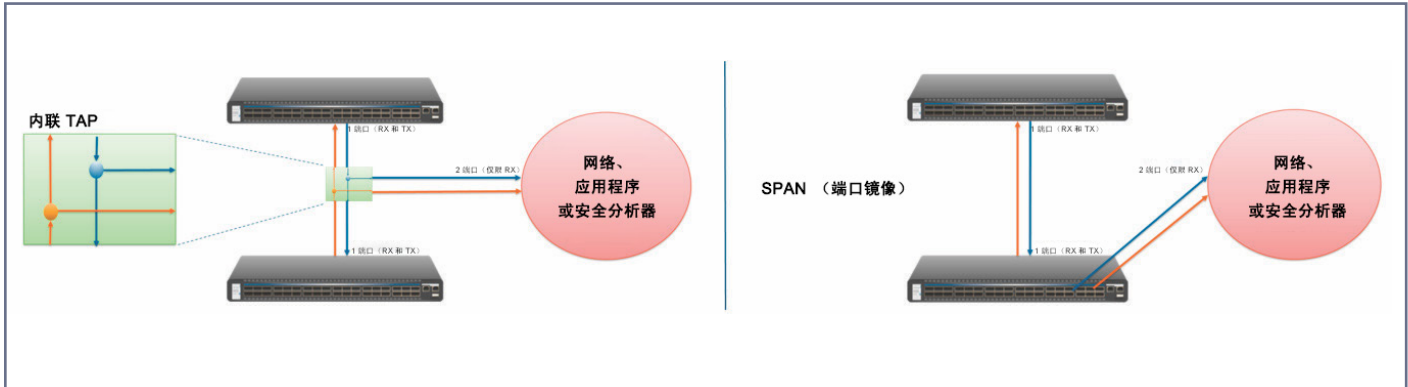 内联 TAP
1 端口（RX 和 TX）
2 端口（仅财 RX）
1 端口（RX 和 TX）
网络、
应用程序
或安全分析器
1 端口（RX 和 TX）
SPAN （端口镜像）
2 端口（仅财 RX）
1 端口（RX 和 TX）
网络、
应用程序
或安全分析器